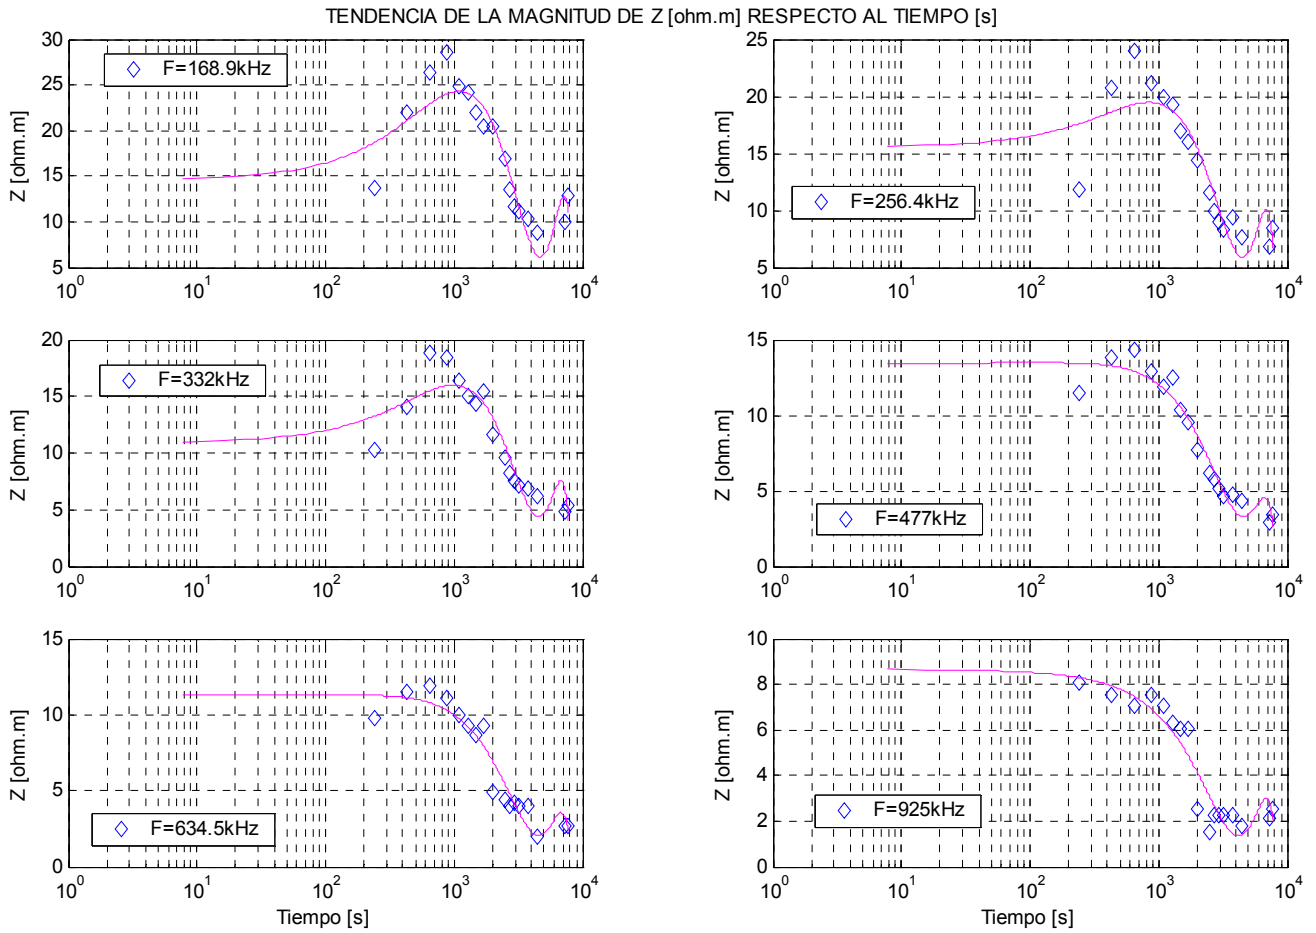 TENDENCIA DE LA MAGNITUD DE Z [ohm.m] RESPECTO AL TIEMPO [s]
30
25
20
15
10
5
Z [ohm.m]
F=168.9kHz
10^0 10^1 10^2 10^3 10^4
25
20
15
10
5
Z [ohm.m]
F=256.4kHz
10^0 10^1 10^2 10^3 10^4
20
15
10
5
0
Z [ohm.m]
F=332kHz
10^0 10^1 10^2 10^3 10^4
15
10
5
0
Z [ohm.m]
F=477kHz
10^0 10^1 10^2 10^3 10^4
15
10
5
0
Z [ohm.m]
F=634.5kHz
10^0 10^1 10^2 10^3 10^4
Tiempo [s]
10
8
6
4
2
0
Z [ohm.m]
F=925kHz
10^0 10^1 10^2 10^3 10^4
Tiempo [s]